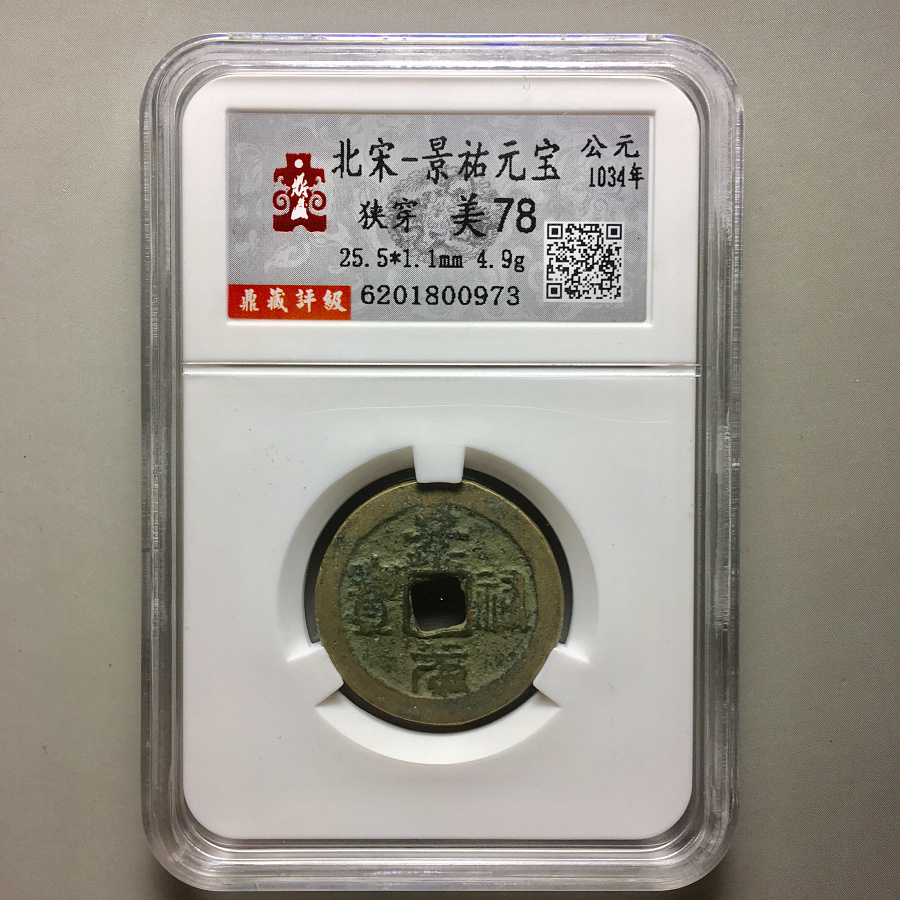 北宋-景祐元宝 公元
1034年
狭穿 美78
25.5*1.1mm 4.9g
鼎藏評級 6201800973
景祐元寶